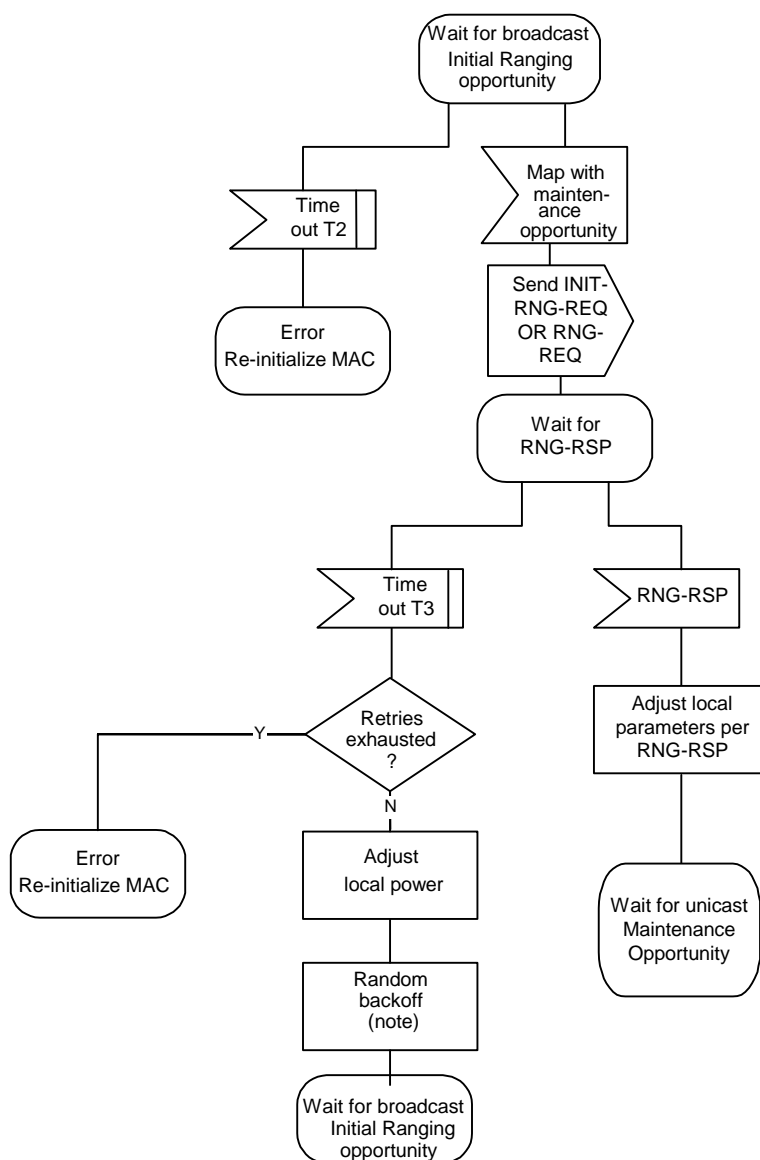 Wait for broadcast
Initial Ranging
opportunity
Time
out T2
Map with
mainten-
ance
opportunity
Error
Re-initialize MAC
Send INIT-
RNG-REQ
OR RNG-
REQ
Wait for
RNG-RSP
Time
out T3
RNG-RSP
Retries
exhausted
?
Y
N
Adjust local
parameters per
RNG-RSP
Error
Re-initialize MAC
Adjust
local power
Wait for unicast
Maintenance
Opportunity
Random
backoff
(note)
Wait for broadcast
Initial Ranging
opportunity